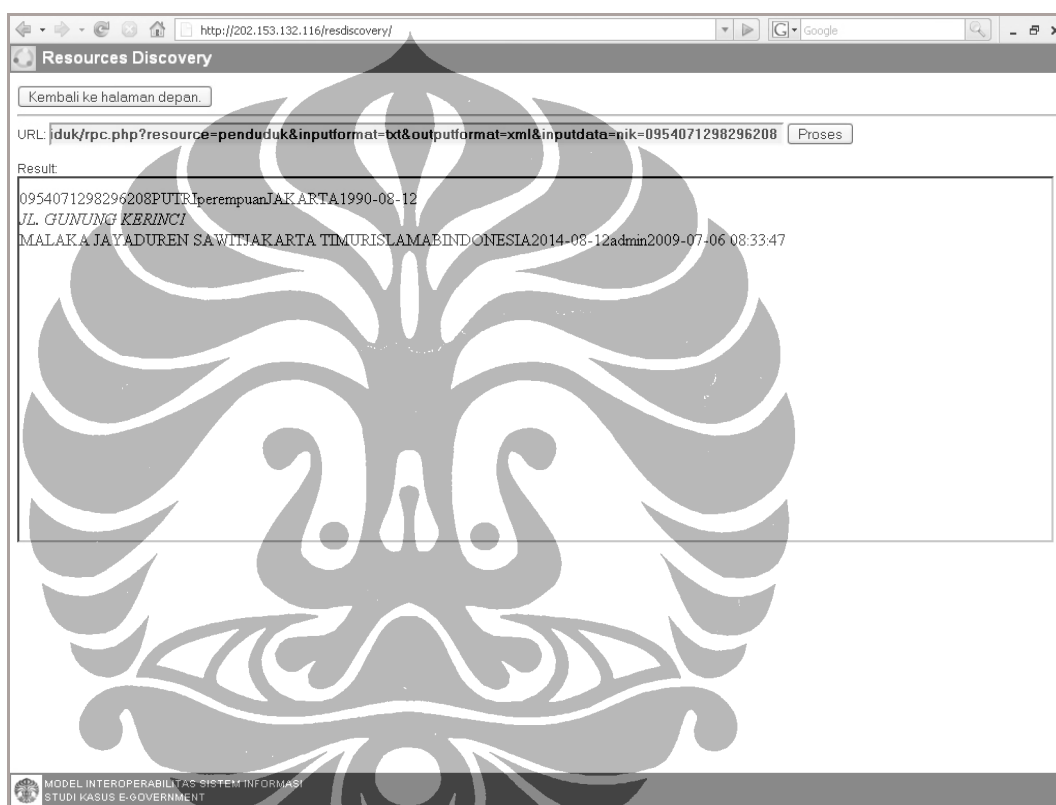 http://202.153.132.116/resdiscovery/
G Google
Resources Discovery
Kembali ke halaman depan.
URL: iduk/rpc.php?resource=penduduk&inputformat=txt&outputformat=xml&inputdata=nik=0954071298296208 Proses
Result:
0954071298296208PUTRIperempuanJAKARTA1990-08-12
JL. GUNUNG KERINCI
MALAKA JAYADUREN SAWITJAKARTA TIMURISLAMABINDONESIA2014-08-12admin2009-07-06 08:33:47
MODEL INTEROPERABILITAS SISTEM INFORMASI
STUDI KASUS E-GOVERNMENT